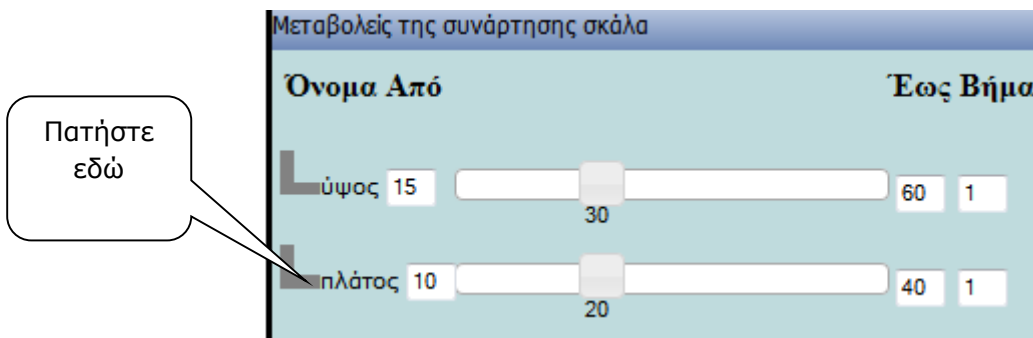 Μεταβολείς της συνάρτησης σκάλα
Όνομα Από Έως Βήμα
Πατήστε
εδώ
ύψος 15 60 1
30
πλάτος 10 40 1
20